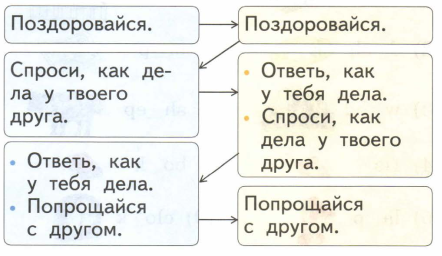 Поздоровайся.
Поздоровайся.
Спроси, как де-
ла у твоего
друга.
• Ответь, как
у тебя дела.
• Спроси, как
дела у твоего
друга.
• Ответь, как
у тебя дела.
• Попрощайся
с другом.
Попрощайся
с другом.